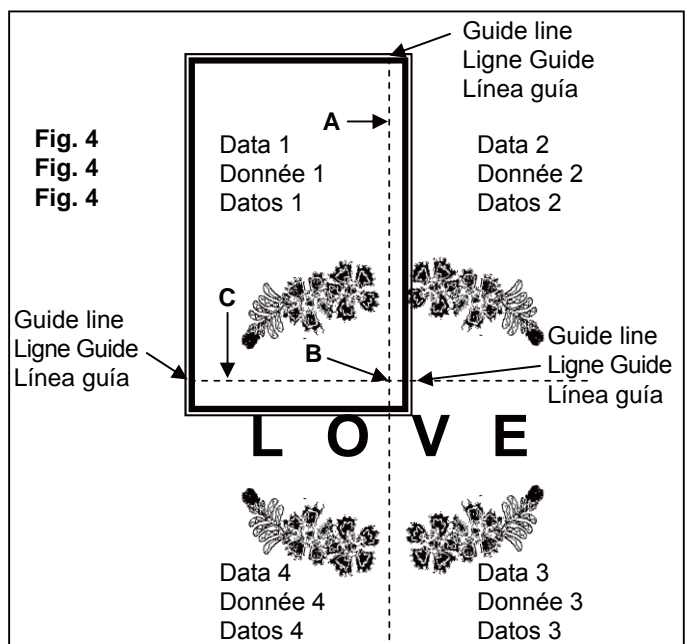 Guide line
Ligne Guide
Línea guía
A
Fig. 4
Fig. 4
Fig. 4
Data 1
Donnée 1
Datos 1
Data 2
Donnée 2
Datos 2
C
Guide line
Ligne Guide
Línea guía
B
Guide line
Ligne Guide
Línea guía
L O V E
Data 4
Donnée 4
Datos 4
Data 3
Donnée 3
Datos 3